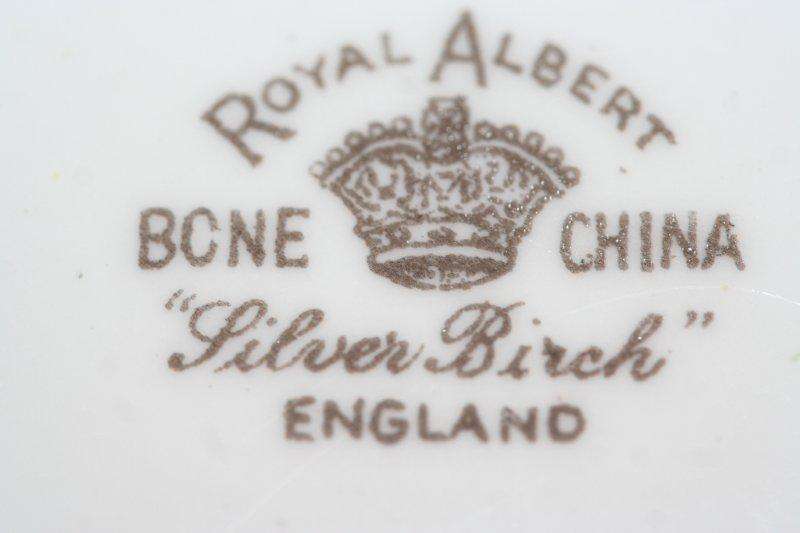 ROYAL ALBERT
BONE CHINA
"Silver Birch"
ENGLAND